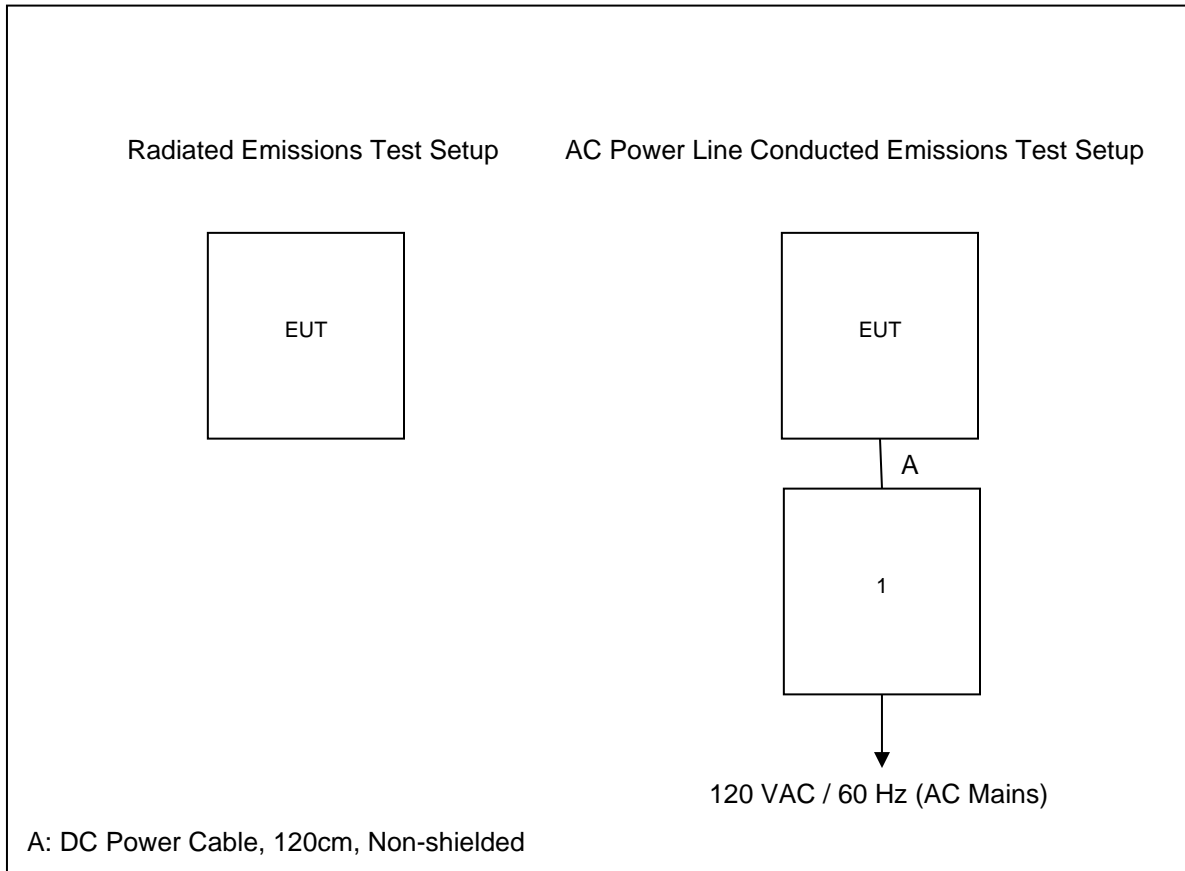 Radiated Emissions Test Setup
AC Power Line Conducted Emissions Test Setup
EUT
EUT
A
1
120 VAC / 60 Hz (AC Mains)
A: DC Power Cable, 120cm, Non-shielded